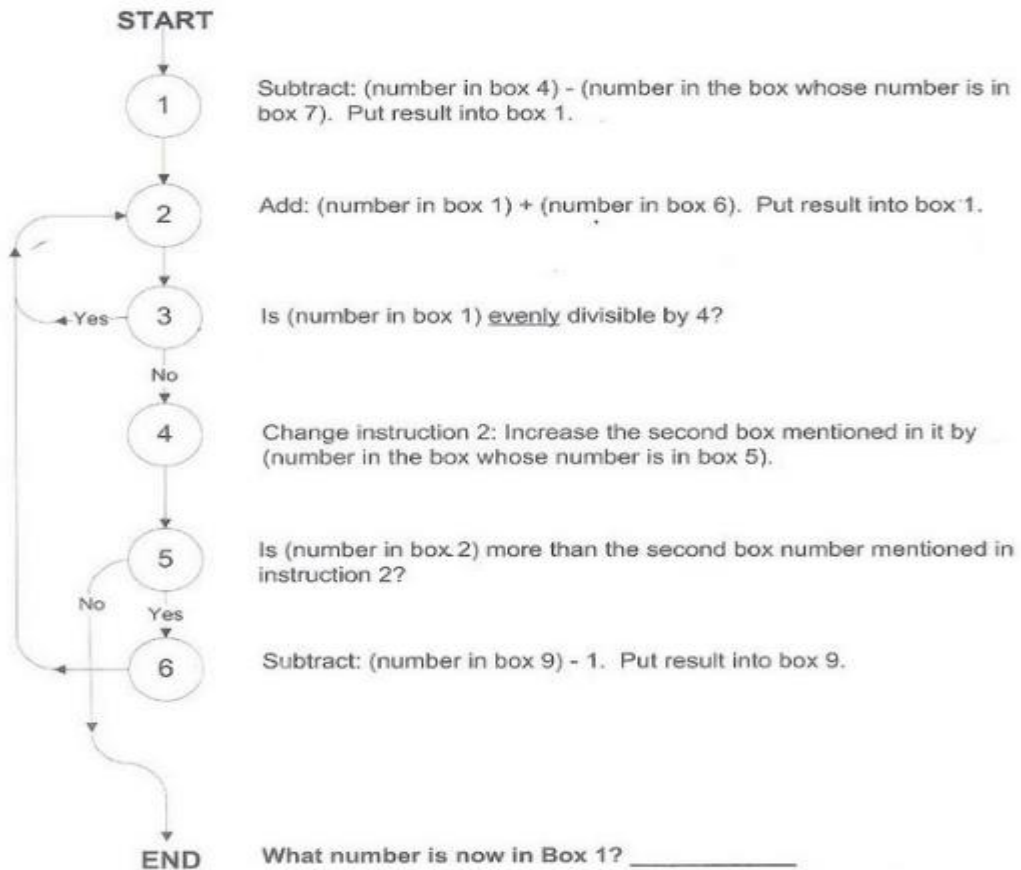 START
1
Subtract: (number in box 4) - (number in the box whose number is in
box 7). Put result into box 1.
2
Add: (number in box 1) + (number in box 6). Put result into box 1.
Yes
3
Is (number in box 1) evenly divisible by 4?
No
4
Change instruction 2: Increase the second box mentioned in it by
(number in the box whose number is in box 5).
5
Is (number in box 2) more than the second box number mentioned in
instruction 2?
No
Yes
6
Subtract: (number in box 9) - 1. Put result into box 9.
END
What number is now in Box 1? ____________